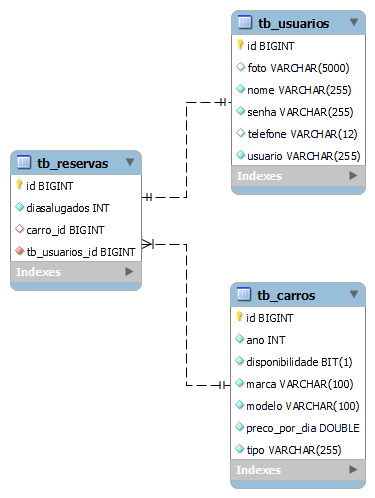 tb_usuarios
id BIGINT
foto VARCHAR(5000)
nome VARCHAR(255)
senha VARCHAR(255)
telefone VARCHAR(12)
usuario VARCHAR(255)
Indexes
tb_reservas
id BIGINT
diasalugados INT
carro_id BIGINT
tb_usuarios_id BIGINT
Indexes
tb_carros
id BIGINT
ano INT
disponibilidade BIT(1)
marca VARCHAR(100)
modelo VARCHAR(100)
preco_por_dia DOUBLE
tipo VARCHAR(255)
Indexes